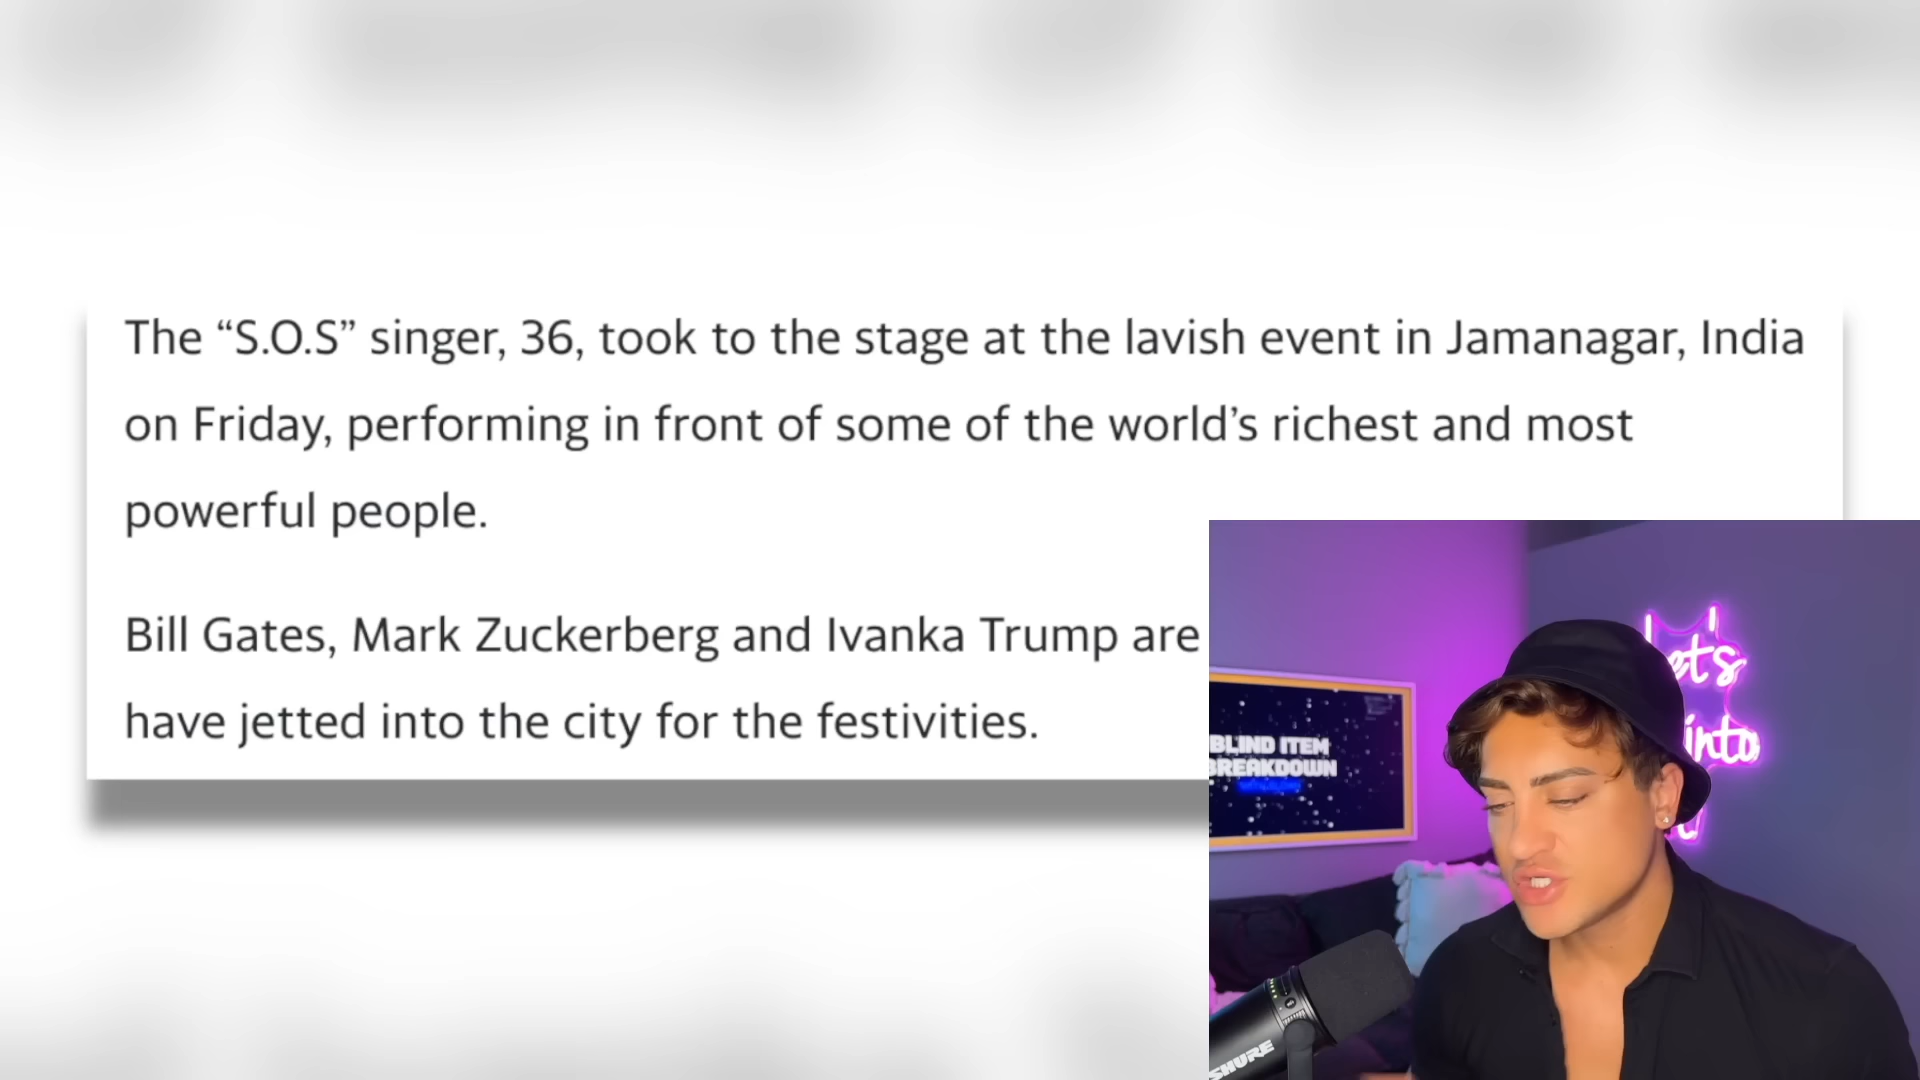 The “S.O.S” singer, 36, took to the stage at the lavish event in Jamanagar, India
on Friday, performing in front of some of the world’s richest and most
powerful people.
Bill Gates, Mark Zuckerberg and Ivanka Trump are
have jetted into the city for the festivities.
BLIND ITEM
BREAKDOWN
let's
into
SHURE